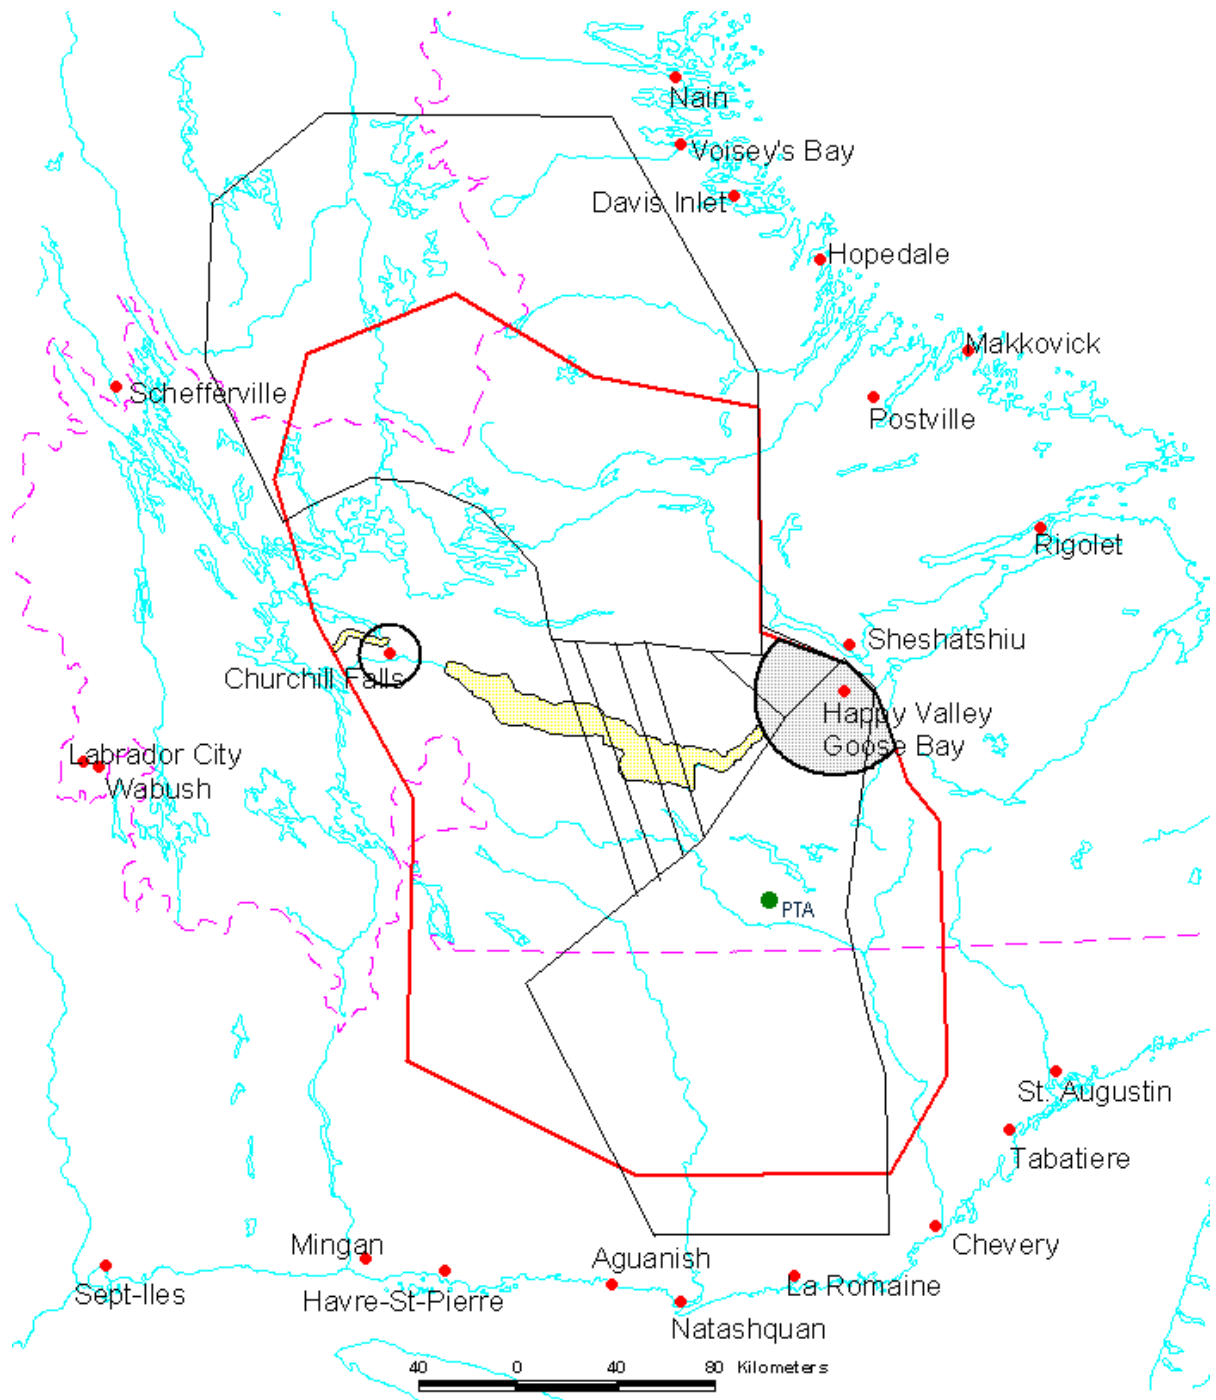 Nain
Voisey's Bay
Davis Inlet
Hopedale
Makkovick
Schefferville
Postville
Rigolet
Sheshatshiu
Churchill Falls
Happy Valley
Goose Bay
Labrador City
Wabush
PTA
St. Augustin
Tabatiere
Mingan
Aguanish
Chevery
Sept-Iles
Havre-St-Pierre
La Romaine
Natashquan
40 0 40 80 Kilometers